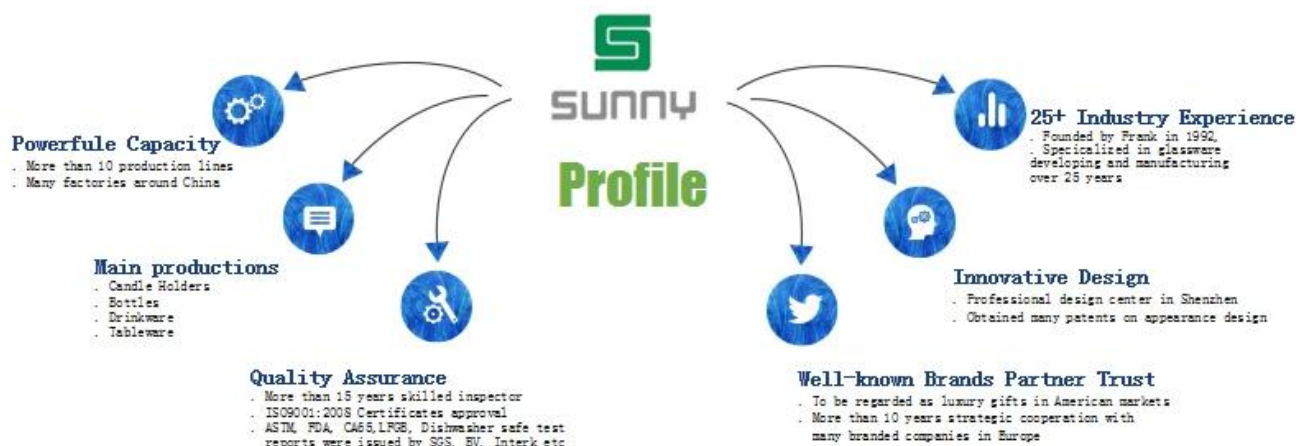 SUNNY
Profile
Powerfule Capacity
. More than 10 production lines
. Many factories around China
Main productions
. Candle Holders
. Bottles
. Drinkware
. Tableware
Quality Assurance
. More than 15 years skilled inspector
. ISO9001:2008 Certificates approval
. ASTM, FDA, CA65,LFGB, Dishwasher safe test
reports were issued by SGS, BV, Interk etc
25+ Industry Experience
. Founded by Frank in 1992,
. Specicalized in glassware
developing and manufacturing
over 25 years
Innovative Design
. Professional design center in Shenzhen
. Obtained many patents on appearance design
Well-known Brands Partner Trust
. To be regarded as luxury gifts in American markets
. More than 10 years strategic cooperation with
many branded companies in Europe